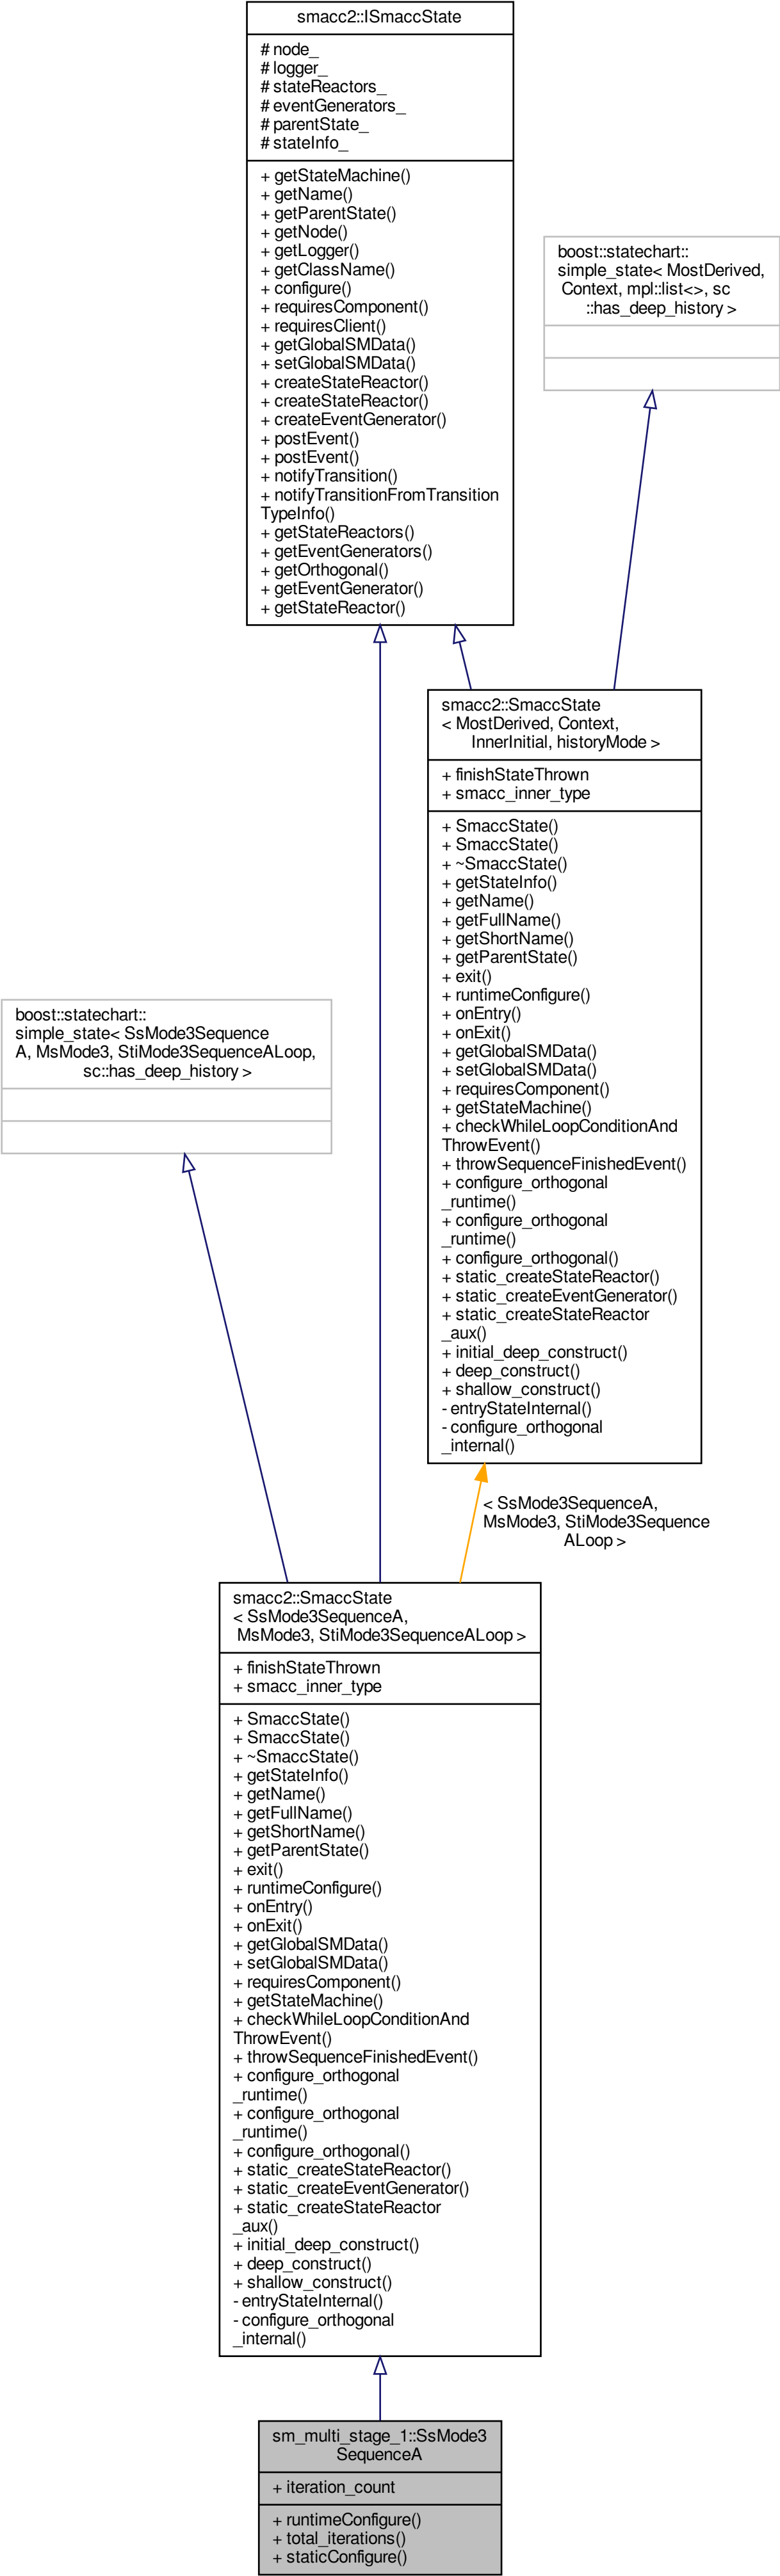 smacc2::ISmaccState
# node_
# logger_
# stateReactors_
# eventGenerators_
# parentState_
# stateInfo_
+ getStateMachine()
+ getName()
+ getParentState()
+ getNode()
+ getLogger()
+ getClassName()
+ configure()
+ requiresComponent()
+ requiresClient()
+ getGlobalSMData()
+ setGlobalSMData()
+ createStateReactor()
+ createStateReactor()
+ createEventGenerator()
+ postEvent()
+ postEvent()
+ notifyTransition()
+ notifyTransitionFromTransition
TypeInfo()
+ getStateReactors()
+ getEventGenerators()
+ getOrthogonal()
+ getEventGenerator()
+ getStateReactor()
boost::statechart::
simple_state< MostDerived,
Context, mpl::list<>, sc
::has_deep_history >
smacc2::SmaccState
< MostDerived, Context,
InnerInitial, historyMode >
+ finishStateThrown
+ smacc_inner_type
+ SmaccState()
+ SmaccState()
+ ~SmaccState()
+ getStateInfo()
+ getName()
+ getFullName()
+ getShortName()
+ getParentState()
+ exit()
+ runtimeConfigure()
+ onEntry()
+ onExit()
+ getGlobalSMData()
+ setGlobalSMData()
+ requiresComponent()
+ getStateMachine()
+ checkWhileLoopConditionAnd
ThrowEvent()
+ throwSequenceFinishedEvent()
+ configure_orthogonal
_runtime()
+ configure_orthogonal
_runtime()
+ configure_orthogonal()
+ static_createStateReactor()
+ static_createEventGenerator()
+ static_createStateReactor
_aux()
+ initial_deep_construct()
+ deep_construct()
+ shallow_construct()
- entryStateInternal()
- configure_orthogonal
_internal()
boost::statechart::
simple_state< SsMode3Sequence
A, MsMode3, StiMode3SequenceALoop,
sc::has_deep_history >
< SsMode3SequenceA,
MsMode3, StiMode3Sequence
ALoop >
smacc2::SmaccState
< SsMode3SequenceA,
MsMode3, StiMode3SequenceALoop >
+ finishStateThrown
+ smacc_inner_type
+ SmaccState()
+ SmaccState()
+ ~SmaccState()
+ getStateInfo()
+ getName()
+ getFullName()
+ getShortName()
+ getParentState()
+ exit()
+ runtimeConfigure()
+ onEntry()
+ onExit()
+ getGlobalSMData()
+ setGlobalSMData()
+ requiresComponent()
+ getStateMachine()
+ checkWhileLoopConditionAnd
ThrowEvent()
+ throwSequenceFinishedEvent()
+ configure_orthogonal
_runtime()
+ configure_orthogonal
_runtime()
+ configure_orthogonal()
+ static_createStateReactor()
+ static_createEventGenerator()
+ static_createStateReactor
_aux()
+ initial_deep_construct()
+ deep_construct()
+ shallow_construct()
- entryStateInternal()
- configure_orthogonal
_internal()
sm_multi_stage_1::SsMode3
SequenceA
+ iteration_count
+ runtimeConfigure()
+ total_iterations()
+ staticConfigure()